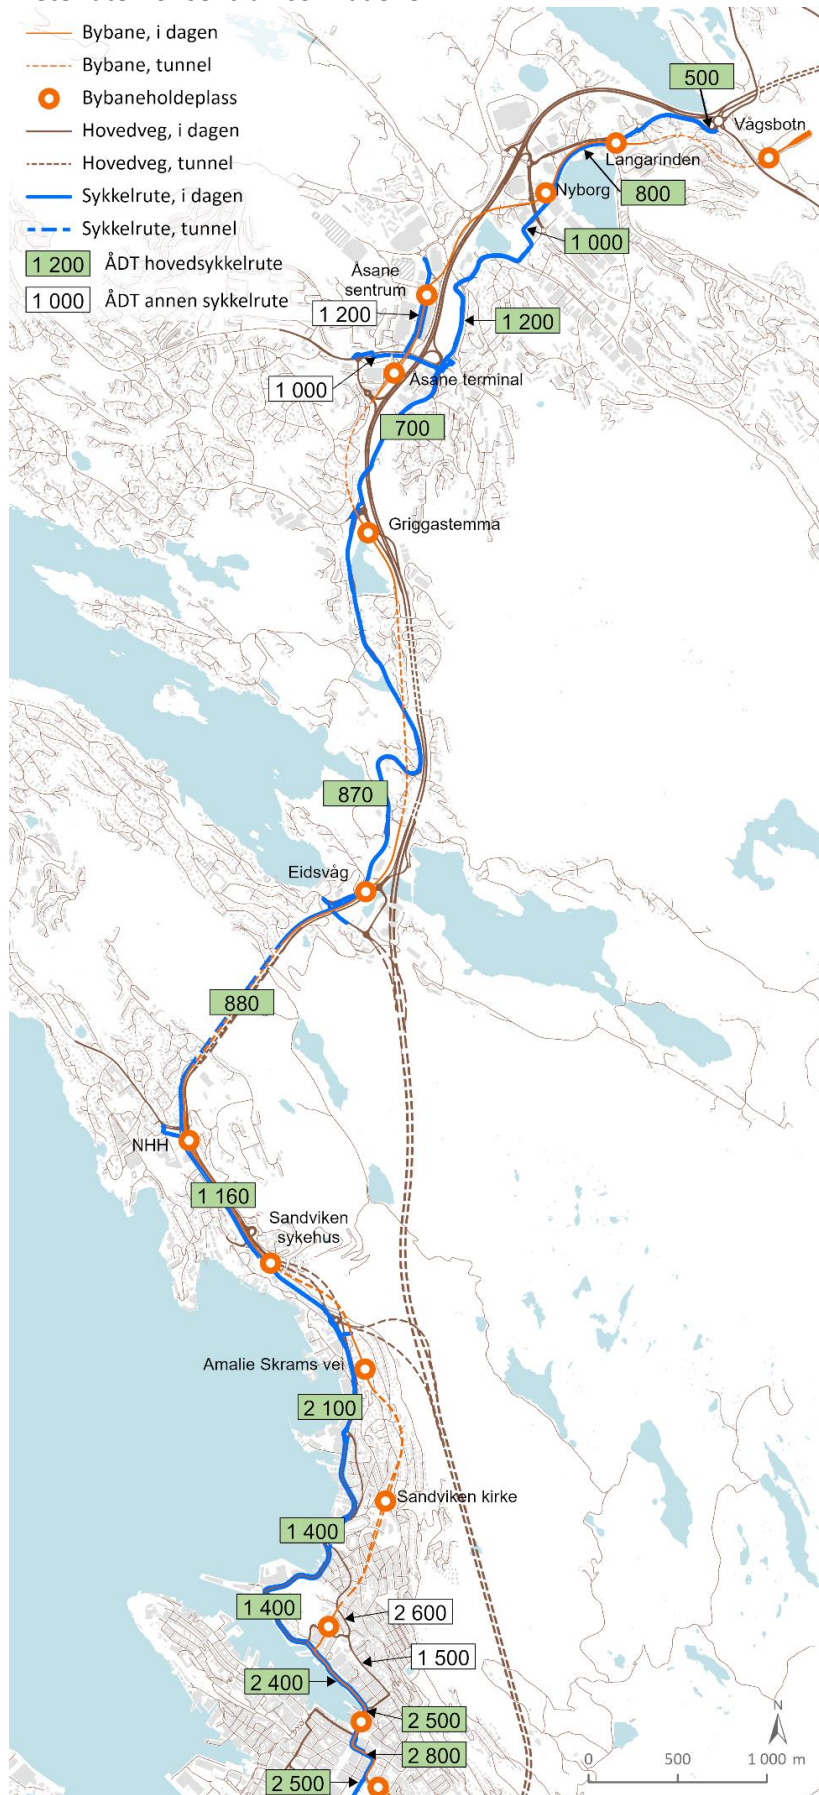 Bybane, i dagen
Bybane, tunnel
Bybaneholdeplass
Hovedveg, i dagen
Hovedveg, tunnel
Sykkelrute, i dagen
Sykkelrute, tunnel
1 200 ÅDT hovedsykkelrute
1 000 ÅDT annen sykkelrute
500
Vågsbotn
Langarinden
Nyborg
800
1 000
Åsane
sentrum
1 200
1 200
1 000
Åsane terminal
700
Griggastemma
870
Eidsvåg
880
NHH
1 160
Sandviken
sykehus
Amalie Skrams vei
2 100
Sandviken kirke
1 400
1 400
2 600
1 500
2 400
2 500
2 800
2 500
N
0 500 1 000 m